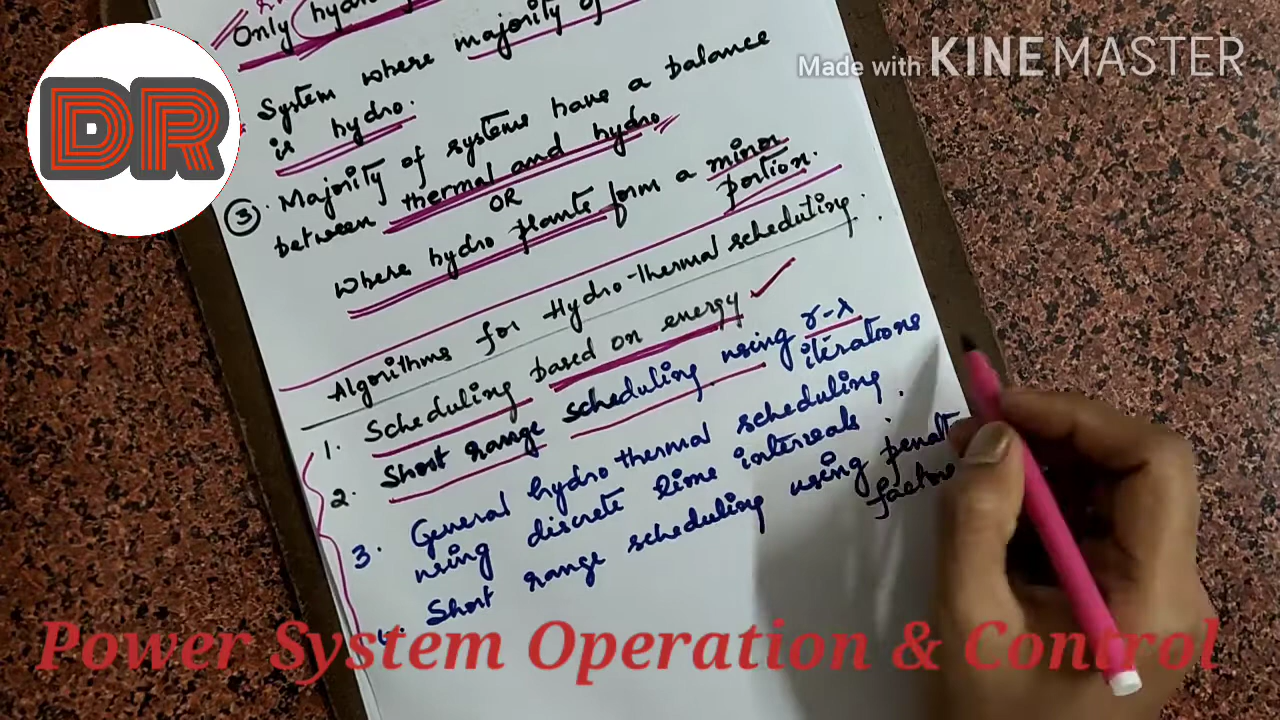 Only (hydro
System where majority of
is hydro.
③. Majority of systems have a balance
between thermal and hydro
OR
where hydro plants form a minor
portion.
Algorithms for Hydro-thermal scheduling.
1. Scheduling based on energy
2. Short range scheduling using γ-λ
iterations
3. General hydro thermal scheduling
using discrete time intervals.
4. Short range scheduling using penalt
factors
DR
Made with KINEMASTER
Power System Operation & Control